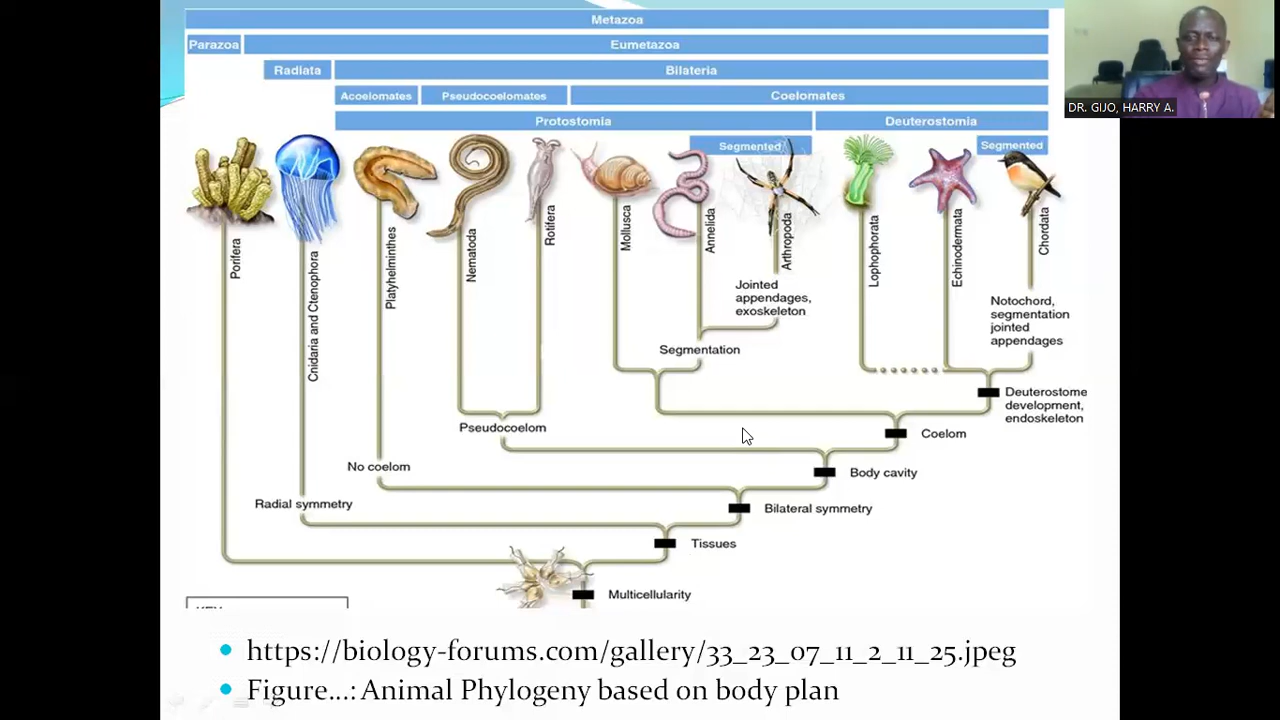 Metazoa
Parazoa
Eumetazoa
Radiata
Bilateria
Acoelomates
Pseudocoelomates
Coelomates
Protostomia
Deuterostomia
Segmented
Segmented
DR. GIJO, HARRY A.
Porifera
Cnidaria and Ctenophora
Platyhelminthes
Nematoda
Rotifera
Mollusca
Annelida
Arthropoda
Lophophorata
Echinodermata
Chordata
Jointed
appendages,
exoskeleton
Notochord,
segmentation
jointed
appendages
Segmentation
Deuterostome
development,
endoskeleton
Pseudocoelom
Coelom
No coelom
Body cavity
Radial symmetry
Bilateral symmetry
Tissues
Multicellularity
https://biology-forums.com/gallery/33_23_07_11_2_11_25.jpeg
Figure...: Animal Phylogeny based on body plan